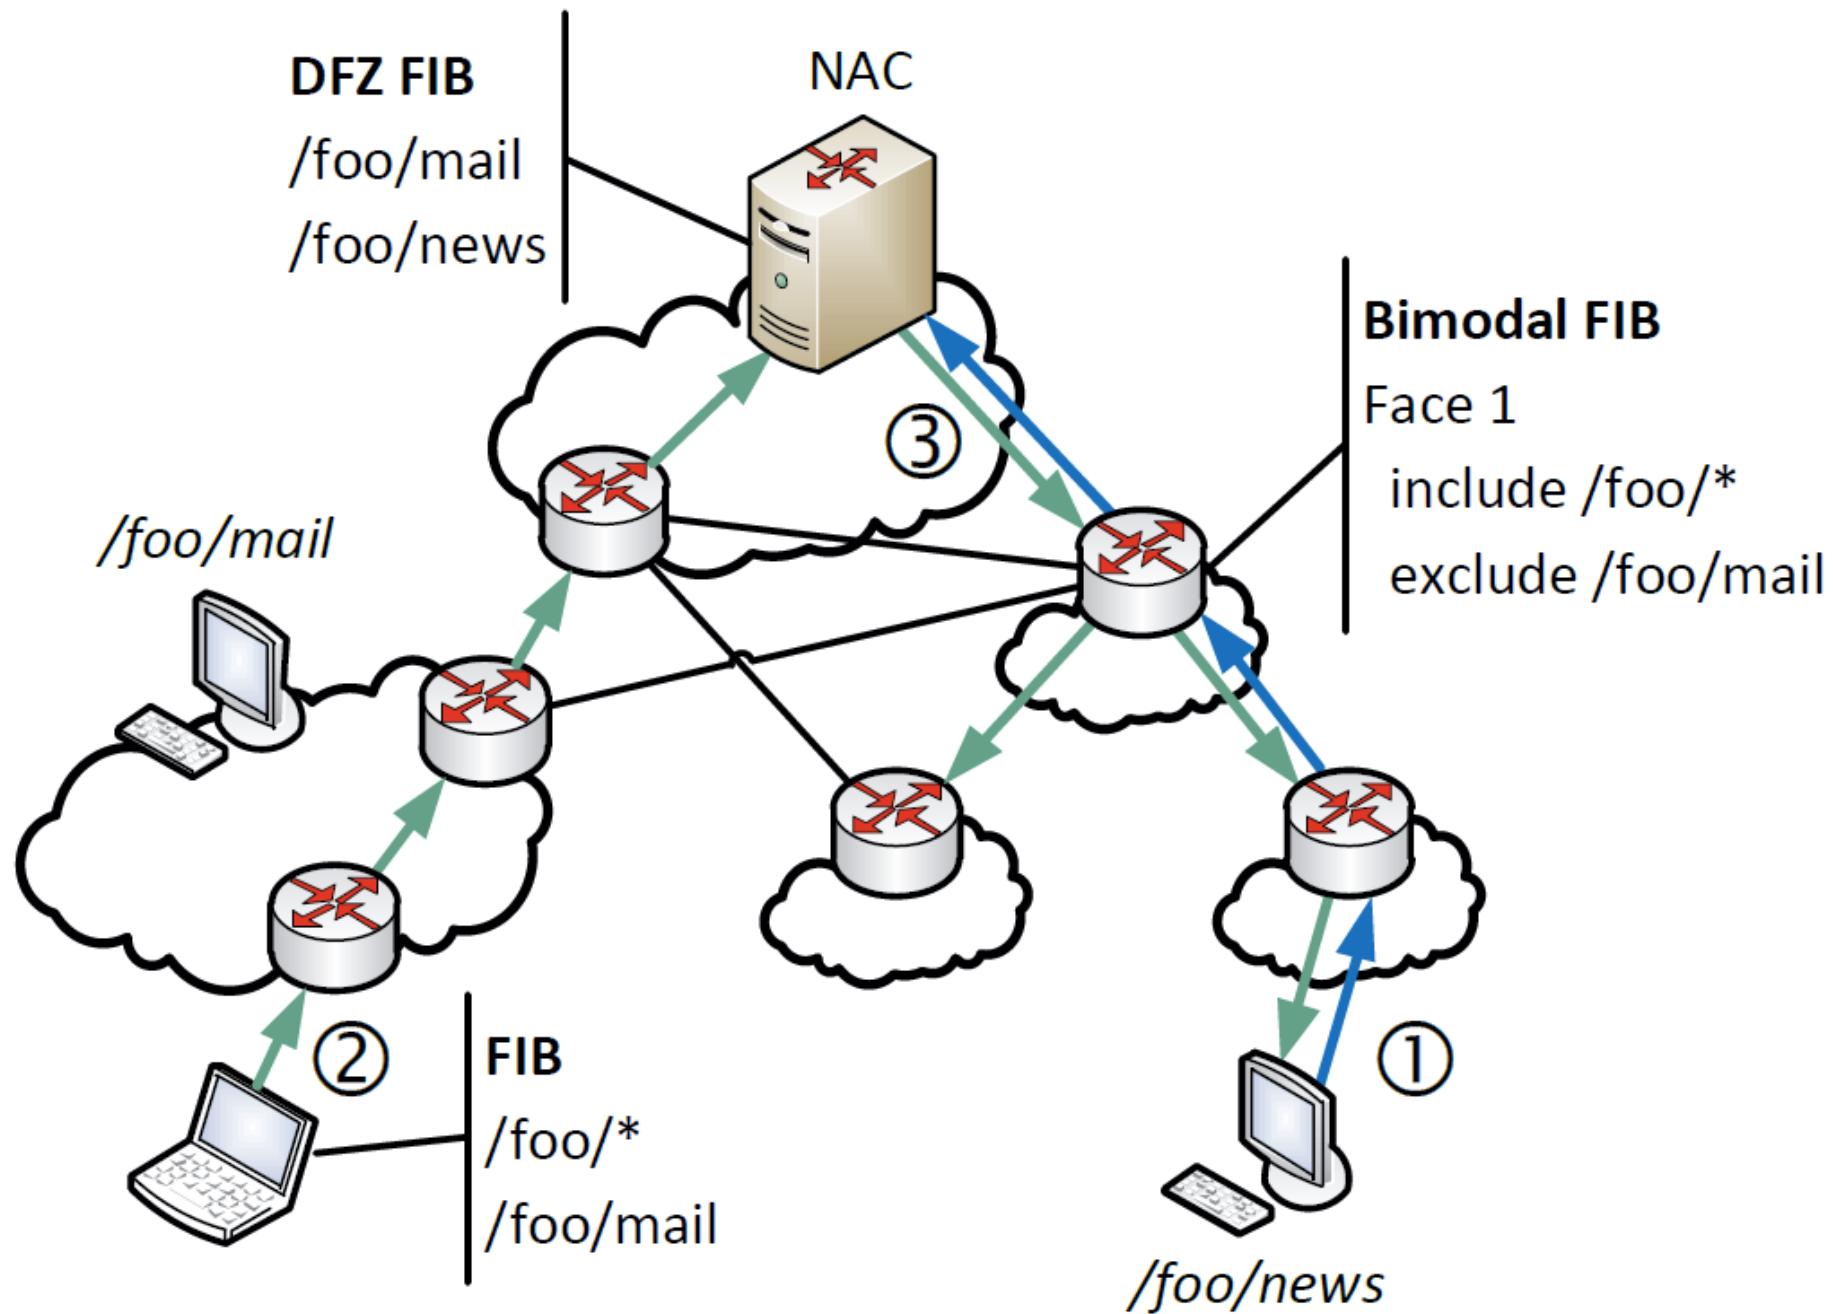 DFZ FIB
/foo/mail
/foo/news
NAC
Bimodal FIB
Face 1
include /foo/*
exclude /foo/mail
③
/foo/mail
②
FIB
/foo/*
/foo/mail
①
/foo/news